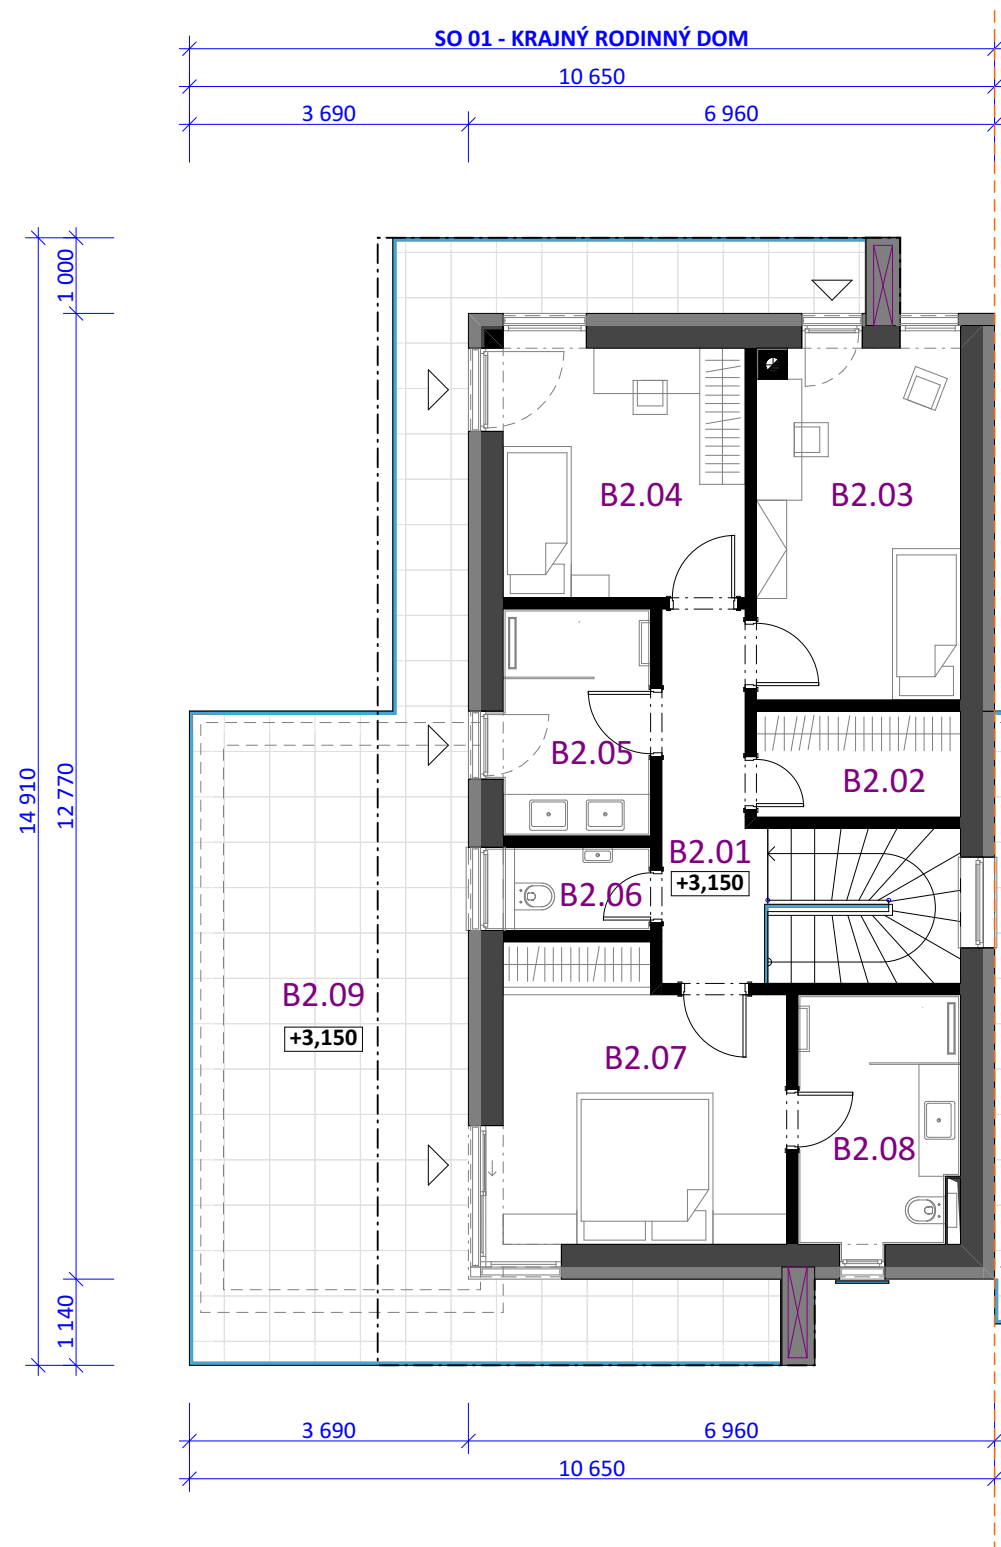 SO 01 - KRAJNÝ RODINNÝ DOM
10 650
3 690
6 960
1 000
14 910
12 770
1 140
B2.04
B2.03
B2.05
B2.02
B2.01
+3,150
B2.06
B2.09
+3,150
B2.07
B2.08
3 690
6 960
10 650